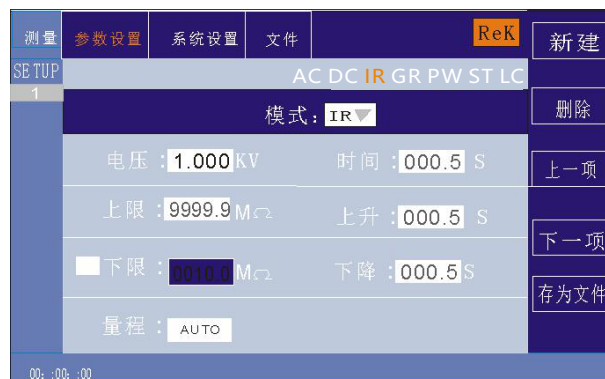 测量 参数设置 系统设置 文件 ReK 新建
SETUP AC DC IR GR PW ST LC
1
模式: IR 删除
电压 : 1.000 KV 时间 : 000.5 S 上一项
上限 : 9999.9 MΩ 上升 : 000.5 S
下一项
下限 : 0010.0 MΩ 下降 : 000.5 S
存为文件
量程 : AUTO
00: :00: :00